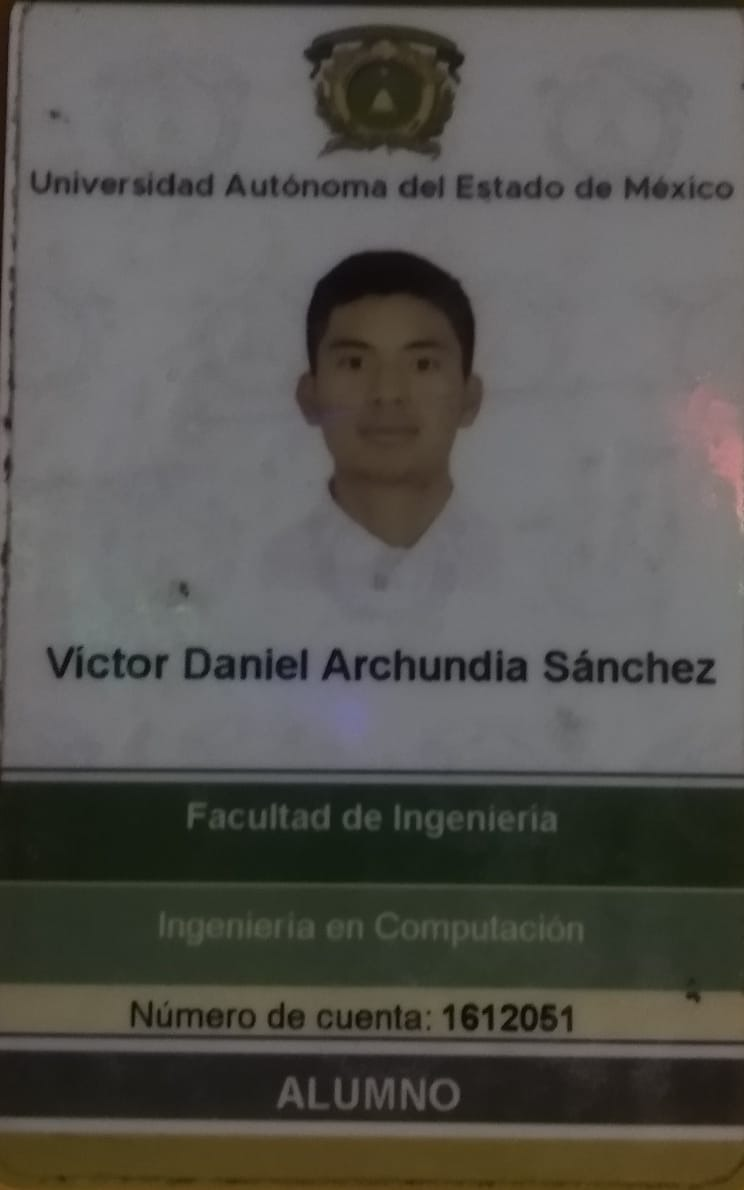 Universidad Autónoma del Estado de México
Víctor Daniel Archundia Sánchez
Facultad de Ingeniería
Ingeniería en Computación
Número de cuenta: 1612051
ALUMNO